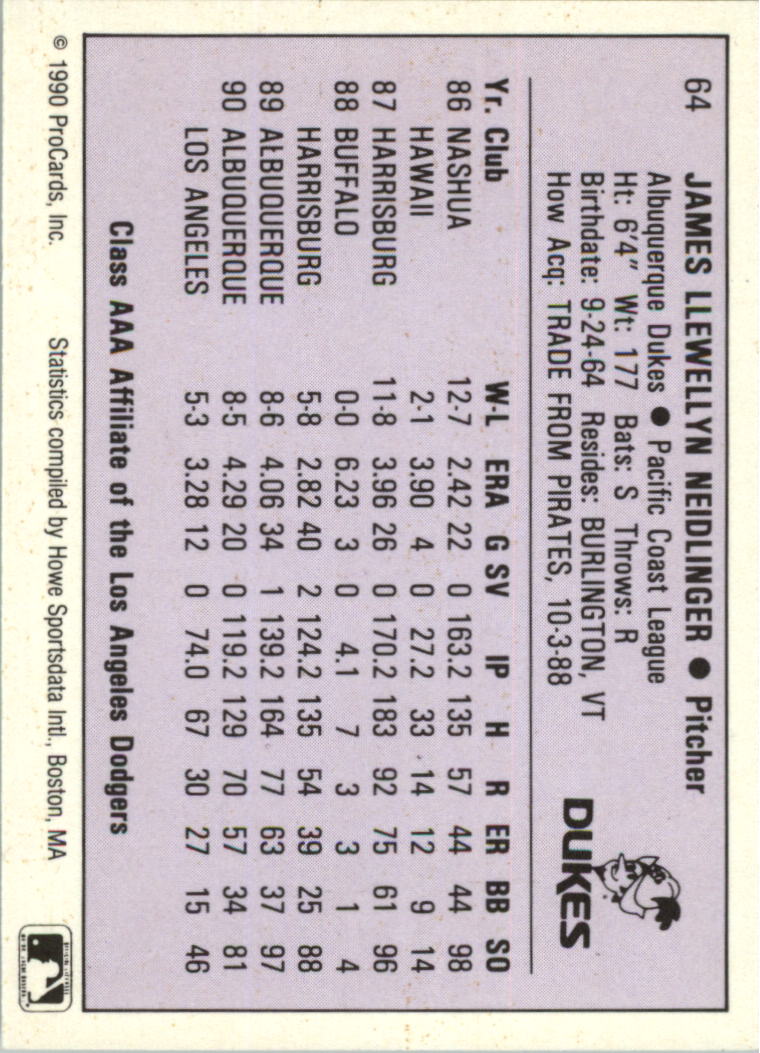 64 JAMES LLEWELLYN NEIDLINGER ● Pitcher
Albuquerque Dukes ● Pacific Coast League
Ht: 6'4" Wt: 177 Bats: S Throws: R
Birthdate: 9-24-64 Resides: BURLINGTON, VT
How Acq: TRADE FROM PIRATES, 10-3-88
DUKES
Yr. Club W-L ERA G SV IP H R ER BB SO
86 NASHUA 12-7 2.42 22 0 163.2 135 57 44 44 98
HAWAII 2-1 3.90 4 0 27.2 33 14 12 9 14
87 HARRISBURG 11-8 3.96 26 0 170.2 183 92 75 61 96
88 BUFFALO 0-0 6.23 3 0 4.1 7 3 3 1 4
HARRISBURG 5-8 2.82 40 2 124.2 135 54 39 25 88
89 ALBUQUERQUE 8-6 4.06 34 1 139.2 164 77 63 37 97
90 ALBUQUERQUE 8-5 4.29 20 0 119.2 129 70 57 34 81
LOS ANGELES 5-3 3.28 12 0 74.0 67 30 27 15 46
Class AAA Affiliate of the Los Angeles Dodgers
© 1990 ProCards, Inc. Statistics compiled by Howe Sportsdata Intl., Boston, MA